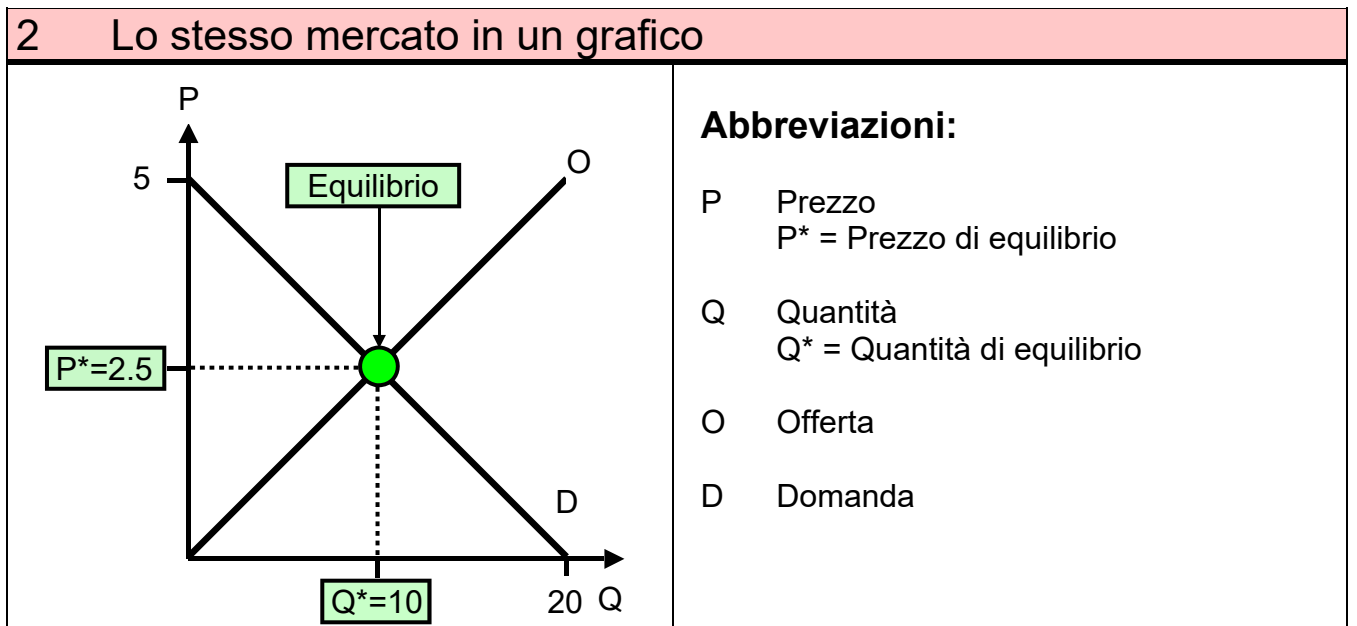 2 Lo stesso mercato in un grafico
P
5
Equilibrio
O
P*=2.5
D
Q*=10
20 Q
Abbreviazioni:
P Prezzo
P* = Prezzo di equilibrio
Q Quantità
Q* = Quantità di equilibrio
O Offerta
D Domanda